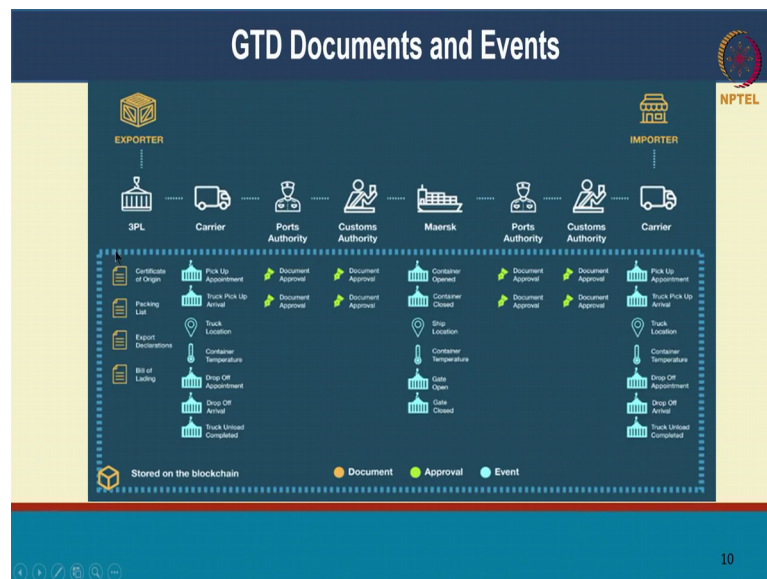 GTD Documents and Events
NPTEL
EXPORTER
IMPORTER
3PL
Carrier
Ports
Authority
Customs
Authority
Maersk
Ports
Authority
Customs
Authority
Carrier
Certificate
of Origin
Packing
List
Export
Declarations
Bill of
Lading
Pick Up
Appointment
Truck Pick Up
Arrival
Truck
Location
Container
Temperature
Drop Off
Appointment
Drop Off
Arrival
Truck Unload
Completed
Document
Approval
Document
Approval
Document
Approval
Document
Approval
Container
Opened
Container
Closed
Ship
Location
Container
Temperature
Gate
Open
Gate
Closed
Document
Approval
Document
Approval
Document
Approval
Document
Approval
Pick Up
Appointment
Truck Pick Up
Arrival
Truck
Location
Container
Temperature
Drop Off
Appointment
Drop Off
Arrival
Truck Unload
Completed
Stored on the blockchain
Document
Approval
Event
10